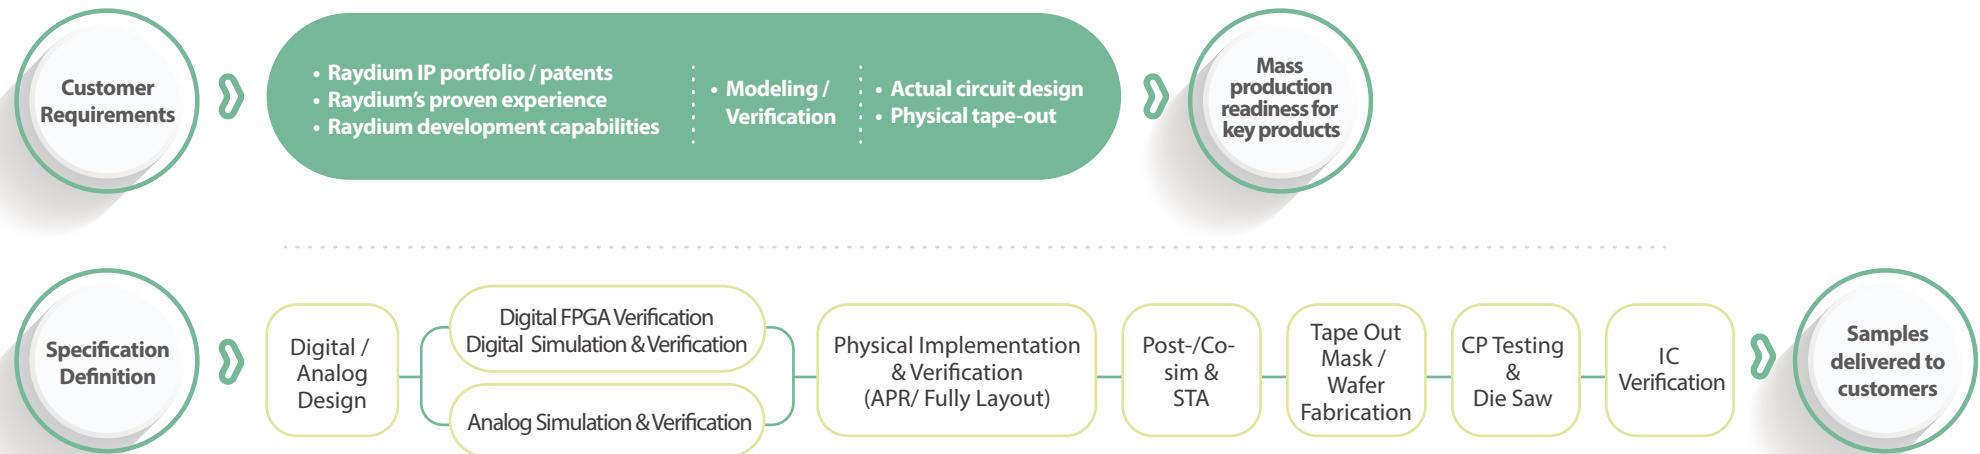 Customer
Requirements
• Raydium IP portfolio / patents
• Raydium's proven experience
• Raydium development capabilities
• Modeling /
Verification
• Actual circuit design
• Physical tape-out
Mass
production
readiness for
key products
Specification
Definition
Digital /
Analog
Design
Digital FPGA Verification
Digital Simulation & Verification
Analog Simulation & Verification
Physical Implementation
& Verification
(APR/ Fully Layout)
Post-/Co-
sim &
STA
Tape Out
Mask /
Wafer
Fabrication
CP Testing
&
Die Saw
IC
Verification
Samples
delivered to
customers